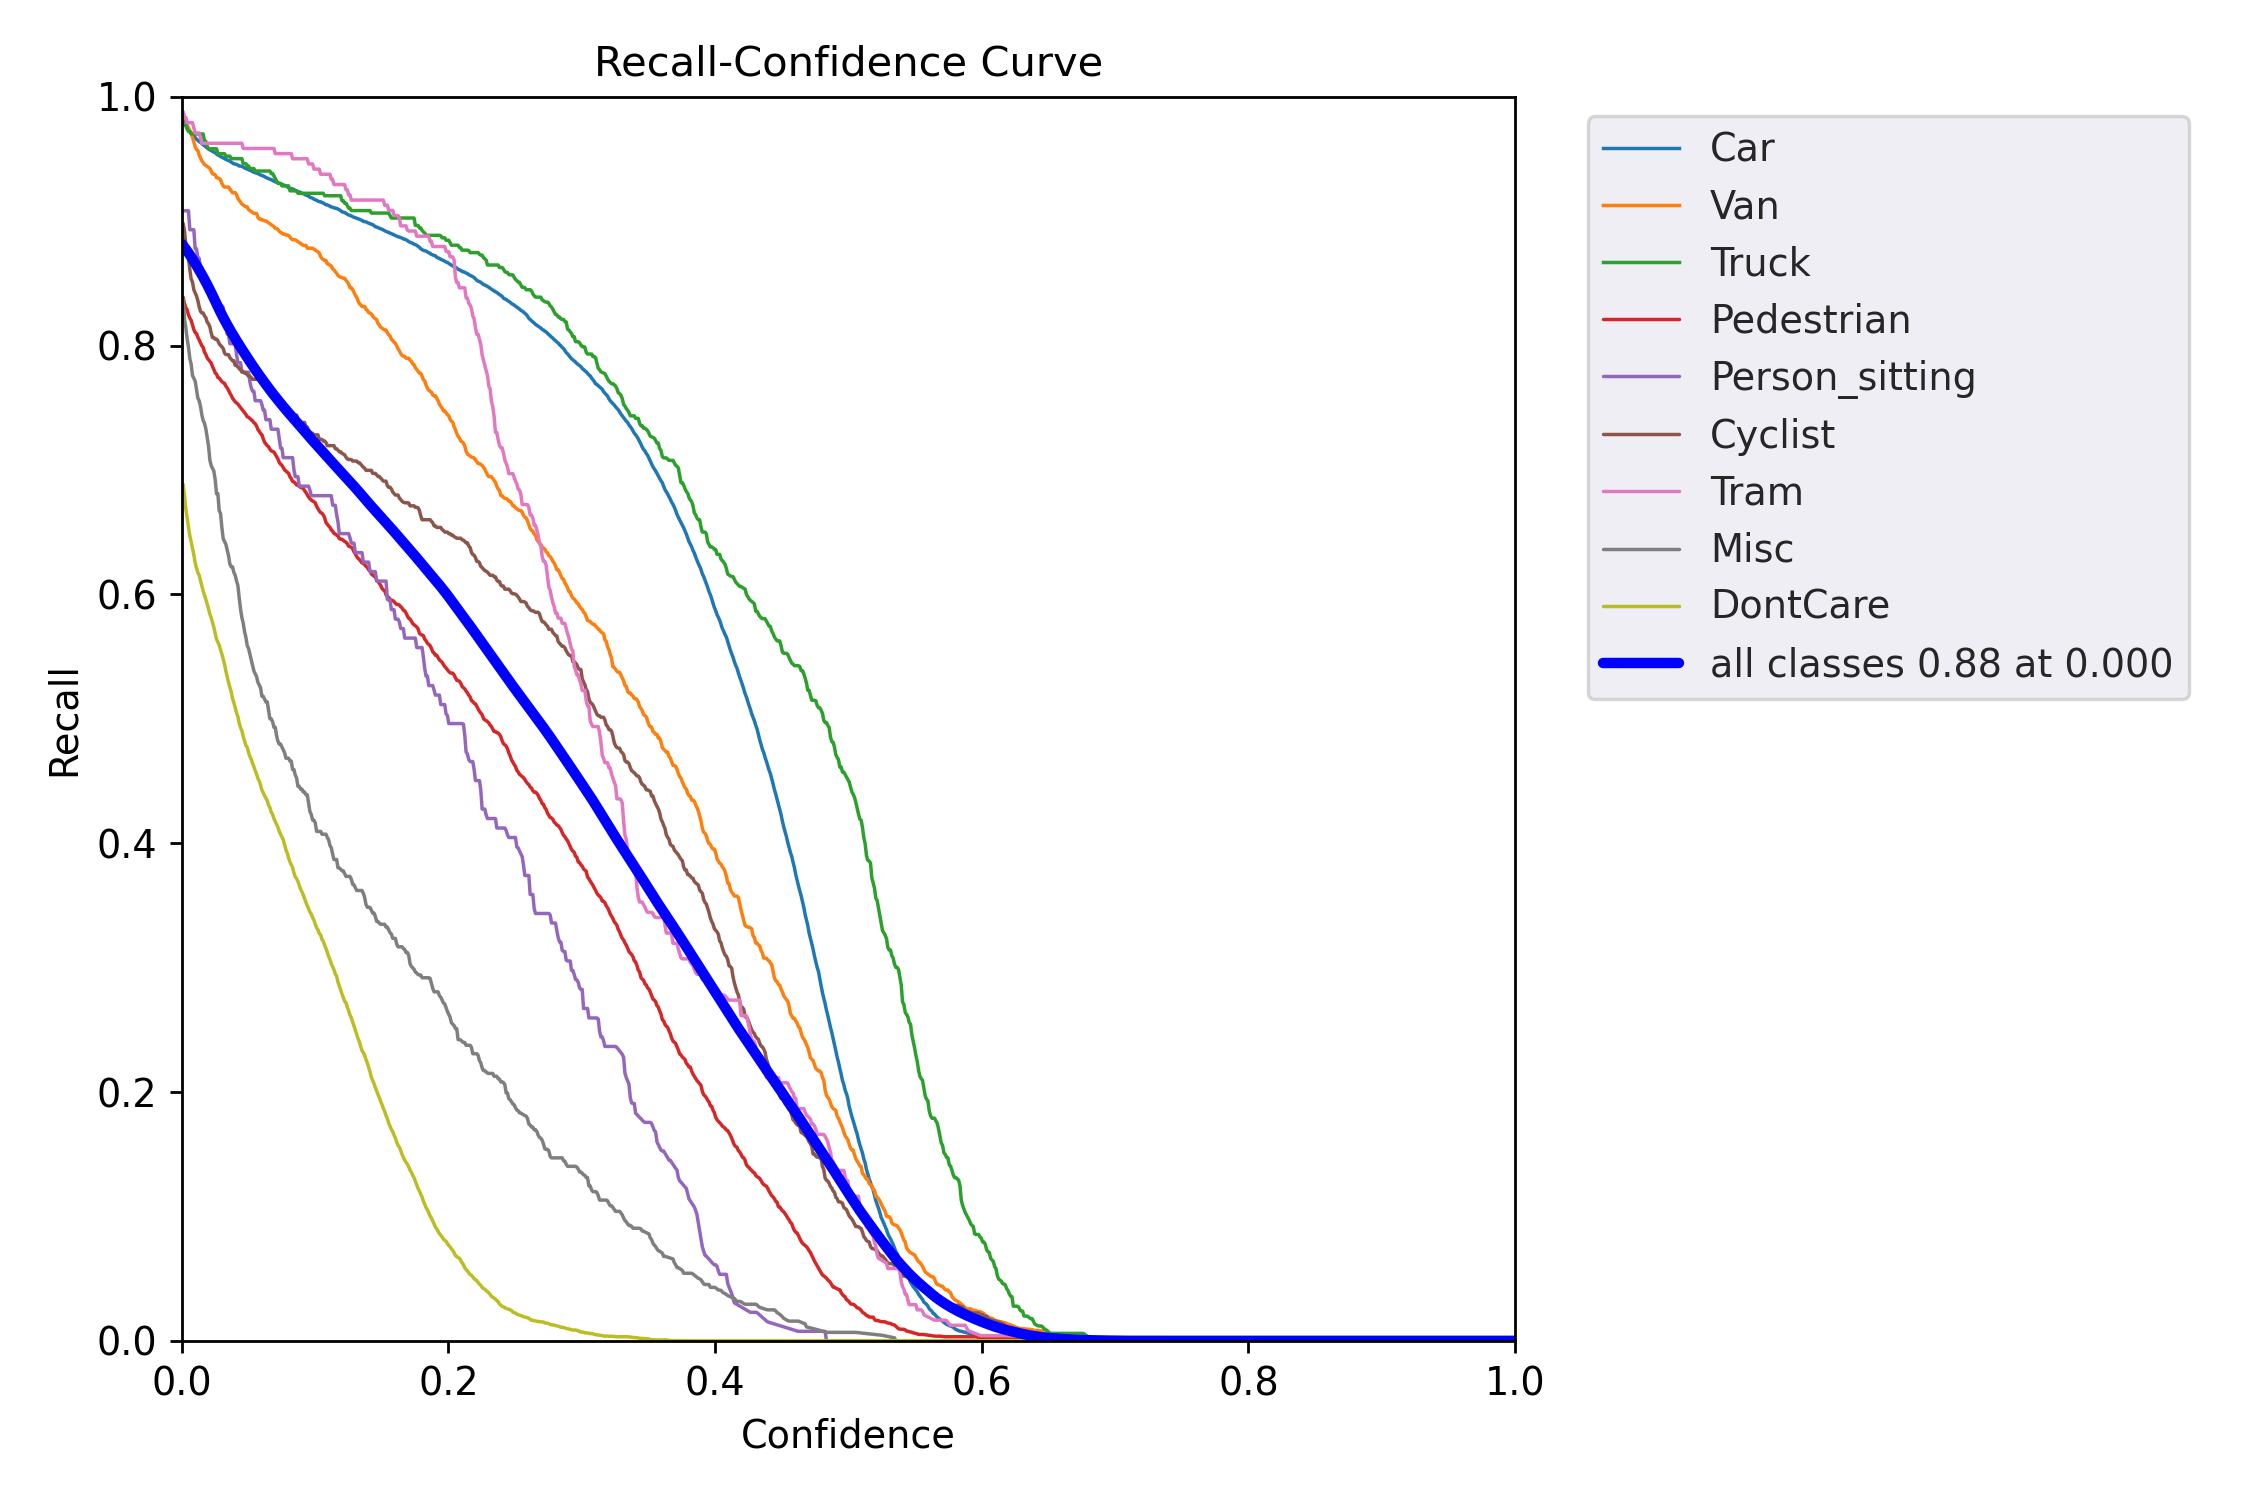 Recall-Confidence Curve
1.0
0.8
0.6
0.4
0.2
0.0
Recall
0.0 0.2 0.4 0.6 0.8 1.0
Confidence
Car
Van
Truck
Pedestrian
Person_sitting
Cyclist
Tram
Misc
DontCare
all classes 0.88 at 0.000